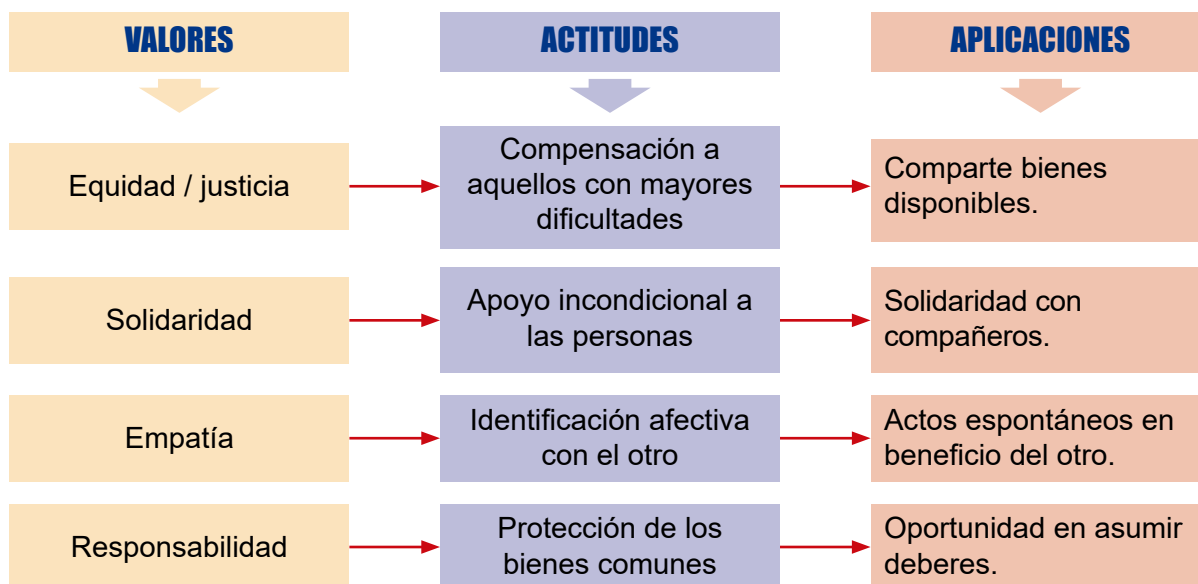 VALORES
ACTITUDES
APLICACIONES
Equidad / justicia
Compensación a
aquellos con mayores
dificultades
Comparte bienes
disponibles.
Solidaridad
Apoyo incondicional a
las personas
Solidaridad con
compañeros.
Empatía
Identificación afectiva
con el otro
Actos espontáneos en
beneficio del otro.
Responsabilidad
Protección de los
bienes comunes
Oportunidad en asumir
deberes.